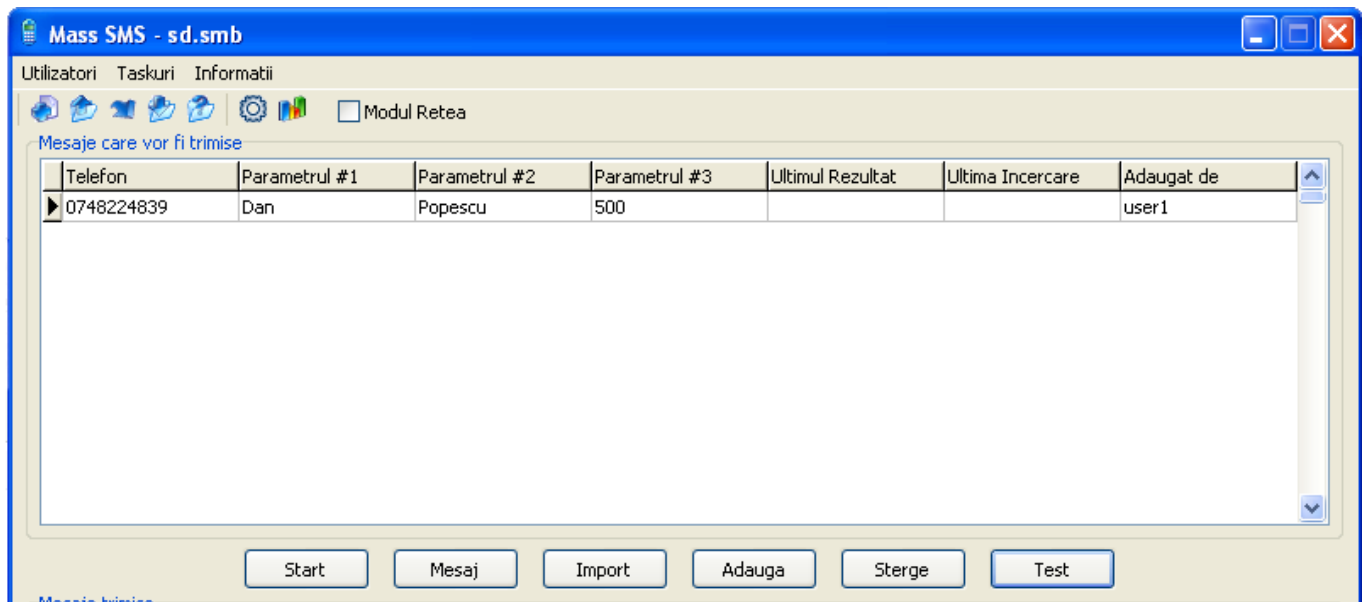 Mass SMS - sd.smb
Utilizatori Taskuri Informatii
Modul Retea
Mesaje care vor fi trimise
Telefon Parametrul #1 Parametrul #2 Parametrul #3 Ultimul Rezultat Ultima Incercare Adaugat de
0748224839 Dan Popescu 500 user1
Start Mesaj Import Adauga Sterge Test
Mesaje trimise